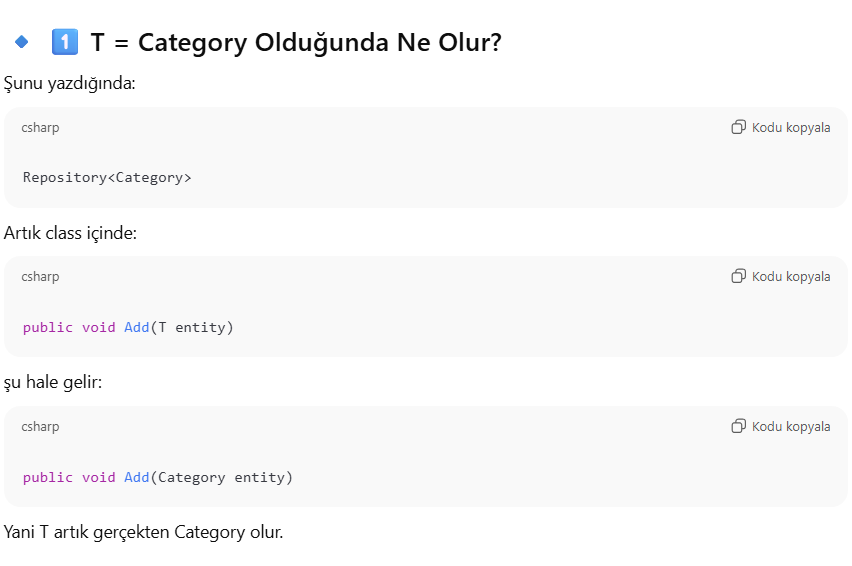 🔹 1️⃣ T = Category Olduğunda Ne Olur?
Şunu yazdığında:
csharp Kodu kopyala
Repository<Category>
Artık class içinde:
csharp Kodu kopyala
public void Add(T entity)
şu hale gelir:
csharp Kodu kopyala
public void Add(Category entity)
Yani T artık gerçekten Category olur.